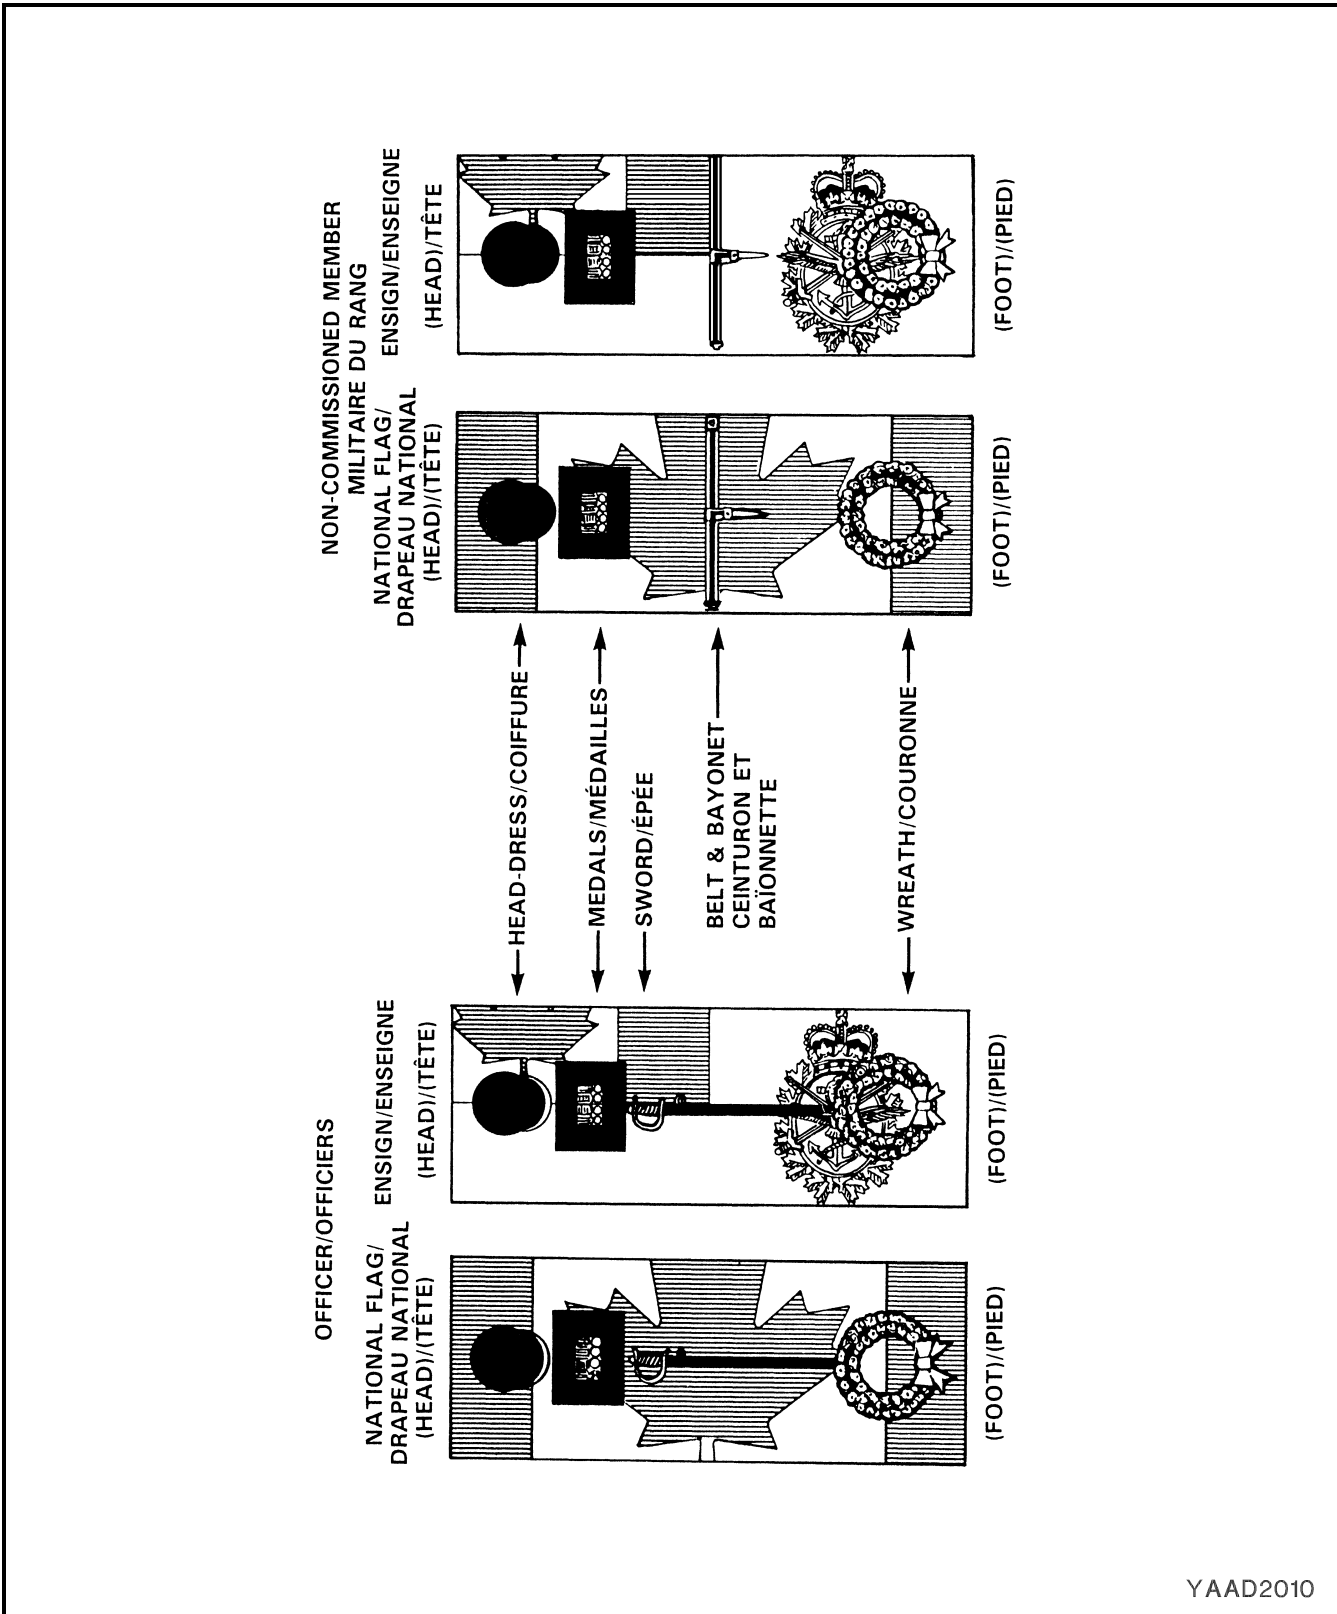 OFFICER/OFFICIERS
NATIONAL FLAG/
DRAPEAU NATIONAL
(HEAD)/(TÊTE)
ENSIGN/ENSEIGNE
(HEAD)/(TÊTE)
(FOOT)/(PIED)
(FOOT)/(PIED)
HEAD-DRESS/COIFFURE
MEDALS/MÉDAILLES
SWORD/ÉPÉE
BELT & BAYONET
CEINTURON ET
BAÏONNETTE
WREATH/COURONNE
NON-COMMISSIONED MEMBER
MILITAIRE DU RANG
NATIONAL FLAG/
DRAPEAU NATIONAL
(HEAD)/(TÊTE)
ENSIGN/ENSEIGNE
(HEAD)/TÊTE
(FOOT)/(PIED)
(FOOT)/(PIED)
YAAD2010